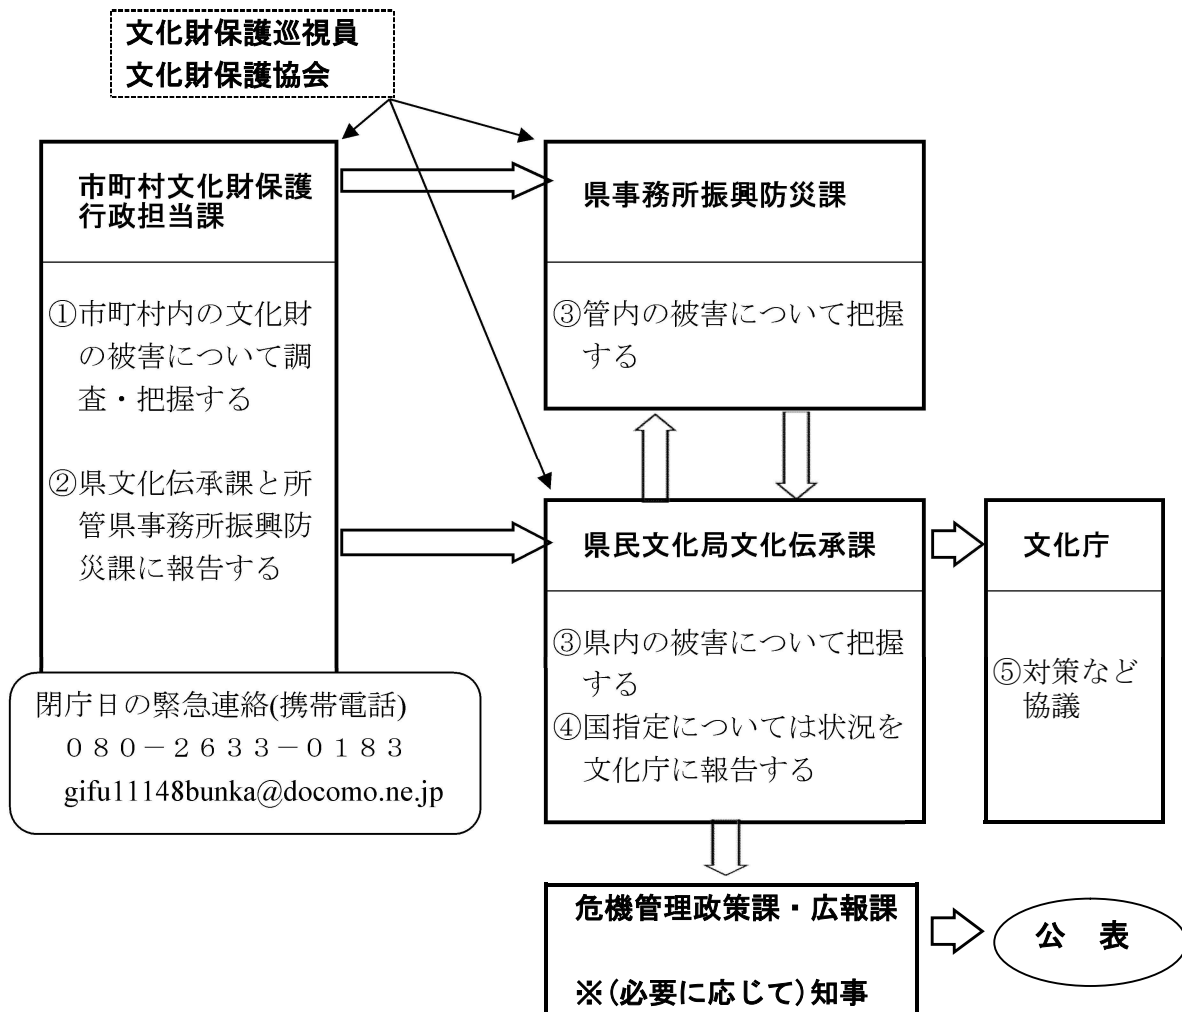 文化財保護巡視員
文化財保護協会
市町村文化財保護
行政担当課
①市町村内の文化財
の被害について調
査・把握する
②県文化伝承課と所
管県事務所振興防
災課に報告する
閉庁日の緊急連絡(携帯電話)
０８０－２６３３－０１８３
gifu11148bunka@docomo.ne.jp
県事務所振興防災課
③管内の被害について把握
する
県民文化局文化伝承課
③県内の被害について把握
する
④国指定については状況を
文化庁に報告する
文化庁
⑤対策など
協議
危機管理政策課・広報課
※(必要に応じて)知事
公　表